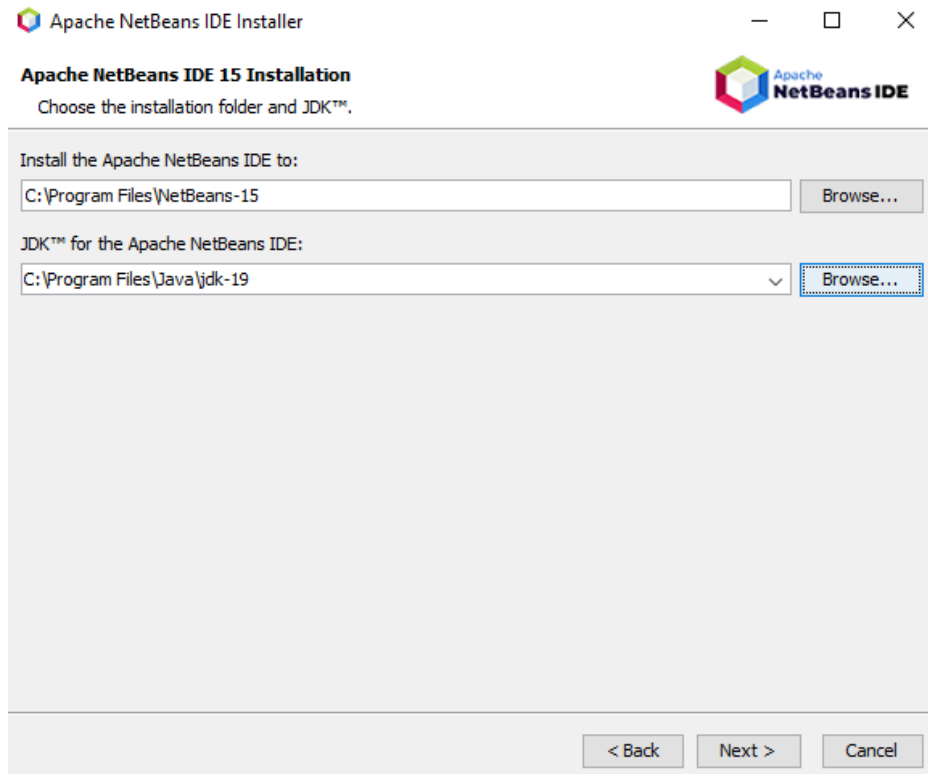 Apache NetBeans IDE Installer
Apache NetBeans IDE 15 Installation
Choose the installation folder and JDK™.
Apache
NetBeans IDE
Install the Apache NetBeans IDE to:
C:\Program Files\NetBeans-15
Browse...
JDK™ for the Apache NetBeans IDE:
C:\Program Files\Java\jdk-19
Browse...
< Back
Next >
Cancel